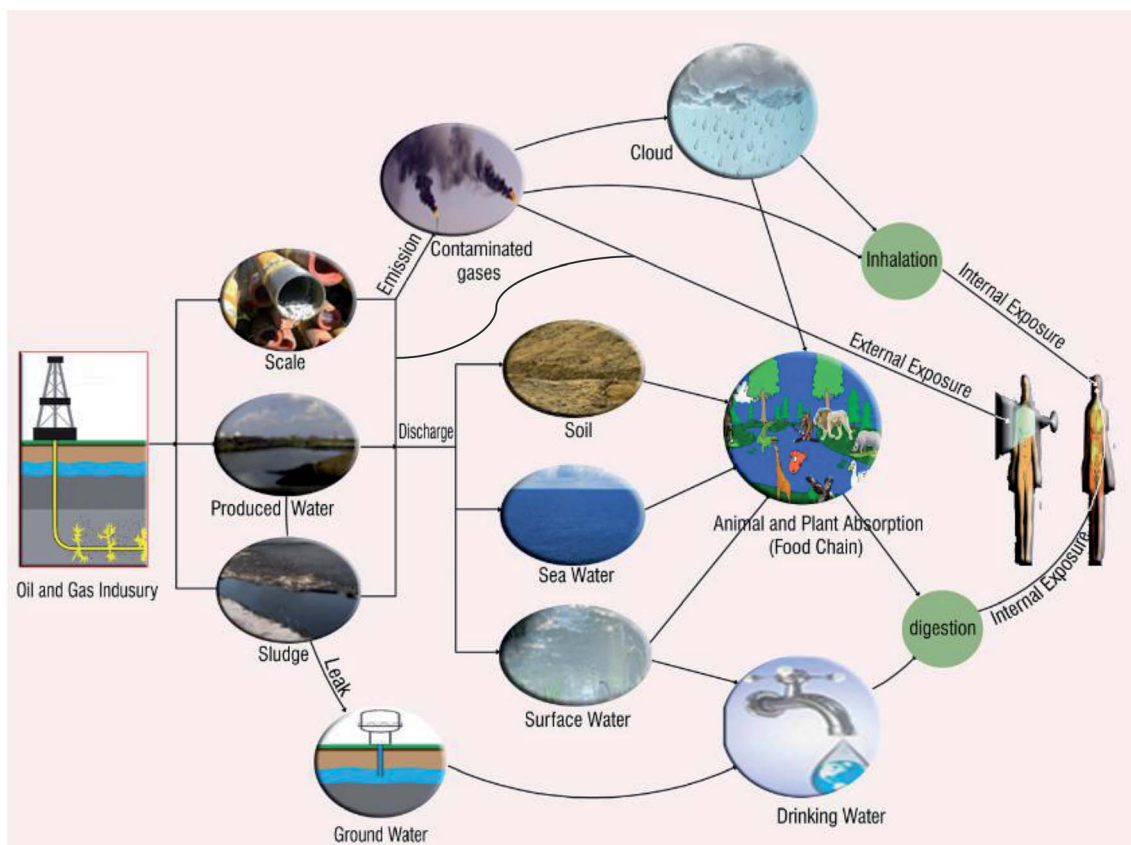 Cloud
Contaminated
gases
Emission
Inhalation
Internal Exposure
External Exposure
Scale
Soil
Discharge
Produced Water
Animal and Plant Absorption
(Food Chain)
Oil and Gas Indusury
Sea Water
Internal Exposure
digestion
Sludge
Leak
Surface Water
Drinking Water
Ground Water